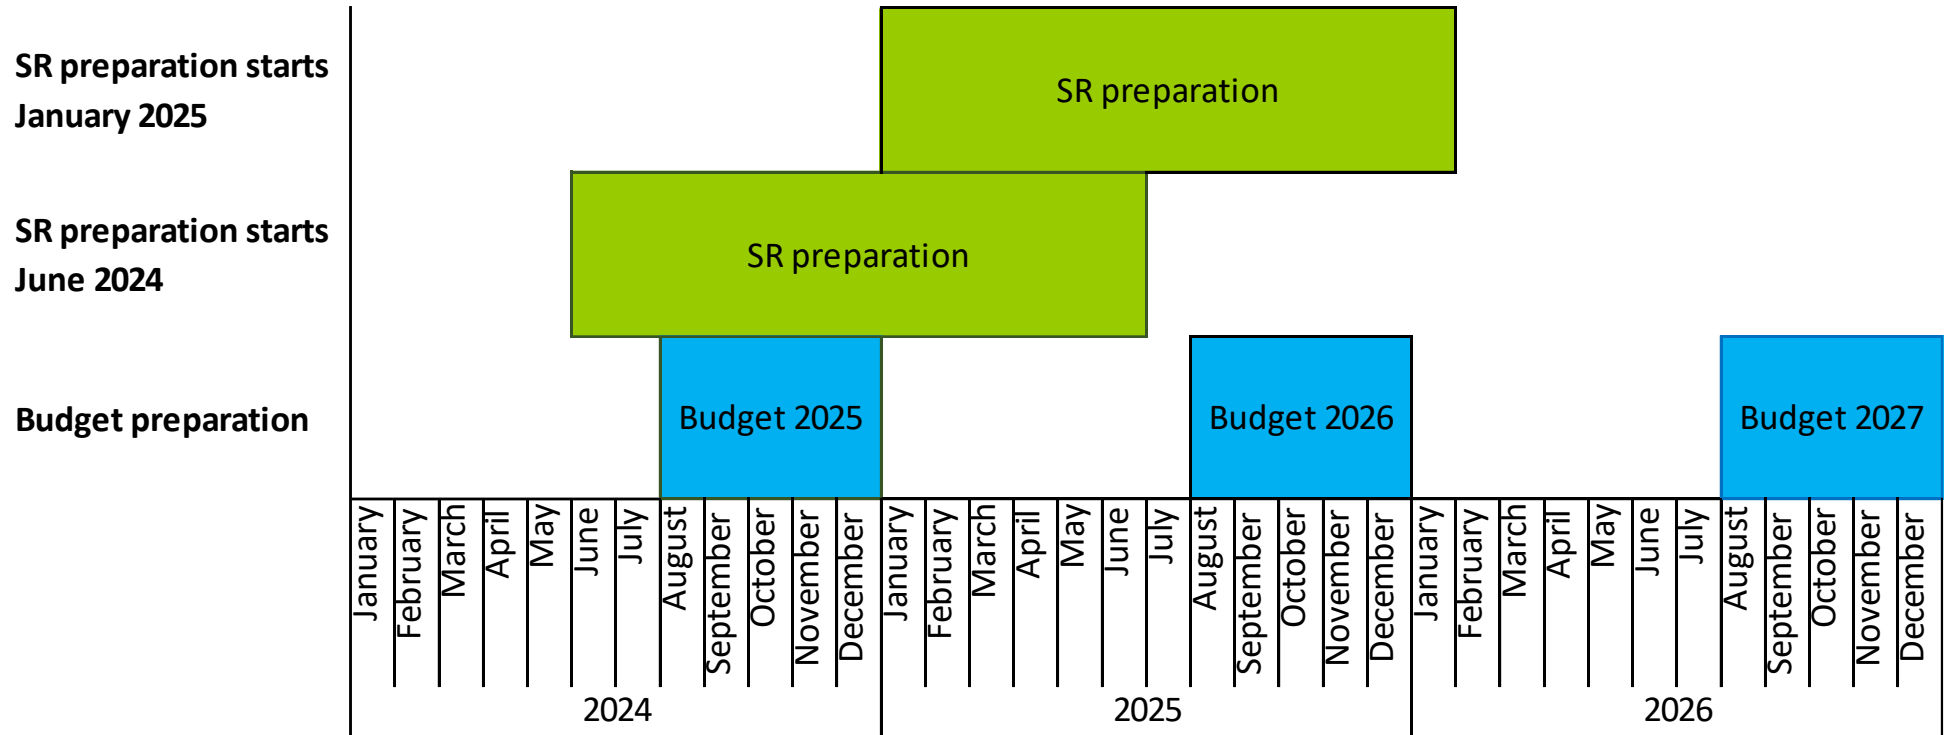 SR preparation starts
January 2025
SR preparation
SR preparation starts
June 2024
SR preparation
Budget preparation
Budget 2025
Budget 2026
Budget 2027
January
February
March
April
May
June
July
August
September
October
November
December
January
February
March
April
May
June
July
August
September
October
November
December
January
February
March
April
May
June
July
August
September
October
November
December
2024
2025
2026